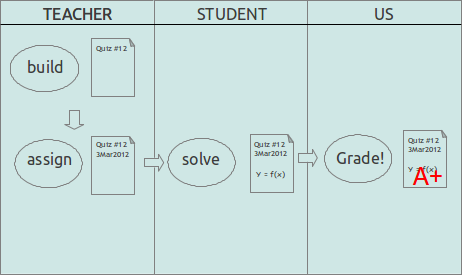 TEACHER
STUDENT
US
build
Quiz #12
assign
Quiz #12
3Mar2012
solve
Quiz #12
3Mar2012
Y = f(x)
Grade!
Quiz #12
3Mar2012
Y = f(x)
A+